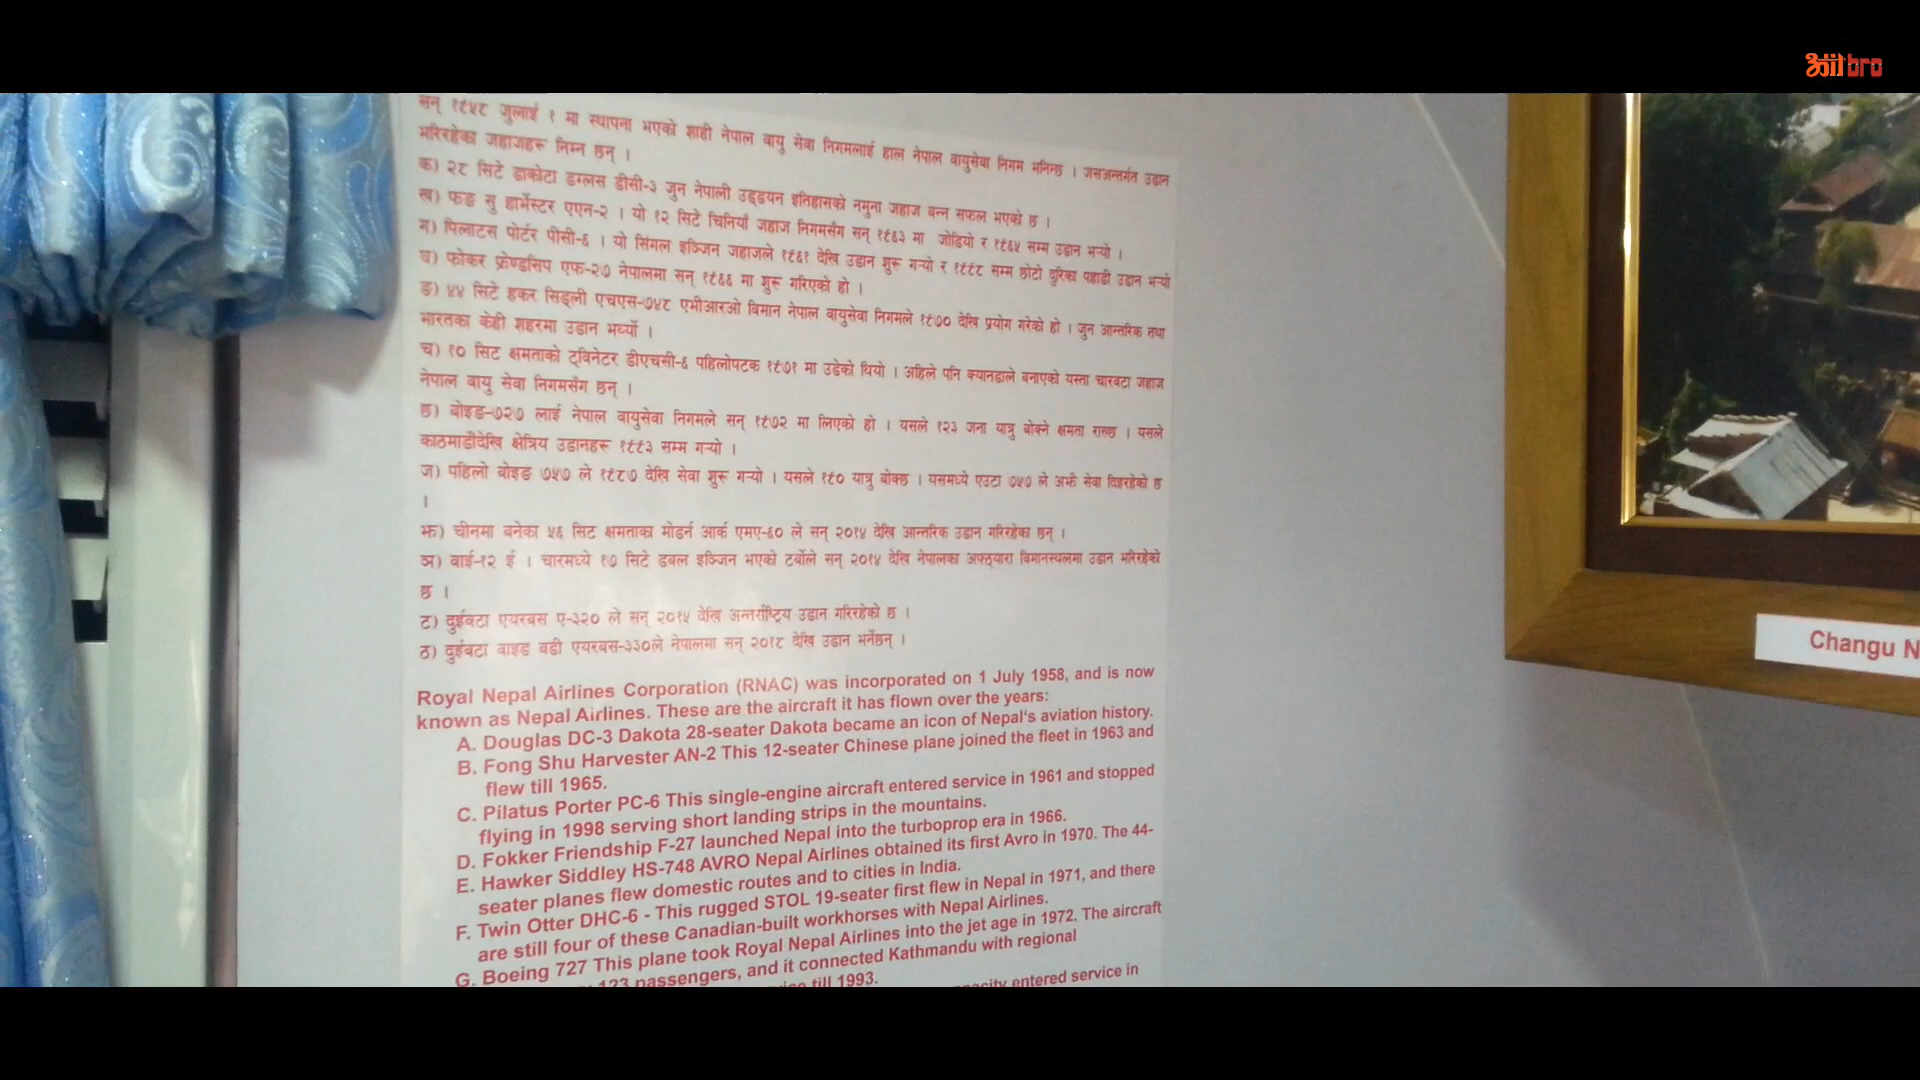 आलbro
सन् १९५८ जुलाई १ मा स्थापना भएको शाही नेपाल वायु सेवा निगमलाई हाल नेपाल वायुसेवा निगम भनिन्छ । जसअन्तर्गत उडान
भरिरहेका जहाजहरू निम्न छन् ।
क) २८ सिटे डाकोटा डग्लस डीसी-३ जुन नेपाली उड्डयन इतिहासको नमुना जहाज बन्न सफल भएको छ ।
ख) फङ सु हार्भेस्टर एएन-२ । यो १२ सिटे चिनियाँ जहाज निगमसँग सन् १९६३ मा जोडियो र १९६५ सम्म उडान भऱ्यो ।
ग) पिलाटस पोर्टर पीसी-६ । यो सिंगल इञ्जिन जहाजले १९६१ देखि उडान शुरू गऱ्यो र १९९८ सम्म छोटो दुरिका पहाडी उडान भऱ्यो
घ) फोकर फ्रेण्डसिप एफ-२७ नेपालमा सन् १९६६ मा शुरू गरिएको हो ।
ङ) ४४ सिटे हकर सिड्ली एचएस-७४८ एभीआरओ विमान नेपाल वायुसेवा निगमले १९७० देखि प्रयोग गरेको हो । जुन आन्तरिक तथा
भारतका केही शहरमा उडान भर्थ्यो ।
च) १० सिट क्षमताको ट्विनेटर डीएचसी-६ पहिलोपटक १९७१ मा उडेको थियो । अहिले पनि क्यानडाले बनाएको यस्ता चारवटा जहाज
नेपाल वायु सेवा निगमसँग छन् ।
छ) बोइङ-७२७ लाई नेपाल वायुसेवा निगमले सन् १९७२ मा लिएको हो । यसले १२३ जना यात्रु बोक्ने क्षमता राख्छ । यसले
काठमाडौंदेखि क्षेत्रिय उडानहरू १९९३ सम्म गऱ्यो ।
ज) पहिलो बोइङ ७५७ ले १९८७ देखि सेवा शुरू गऱ्यो । यसले १९० यात्रु बोक्छ । यसमध्ये एउटा ७५७ ले अझै सेवा दिइरहेको छ
।
झ) चीनमा बनेका ५६ सिट क्षमताका मोडर्न आर्क एमए-६० ले सन् २०१४ देखि आन्तरिक उडान गरिरहेका छन् ।
ञ) वाई-१२ ई । चारमध्ये १७ सिटे डबल इञ्जिन भएको टर्बोले सन् २०१४ देखि नेपालका अफ्ठ्यारा विमानस्थलमा उडान भरिरहेको
छ ।
ट) दुईवटा एयरबस ए-३२० ले सन् २०१५ देखि अन्तर्राष्ट्रिय उडान गरिरहेको छ ।
ठ) दुईवटा वाइड बडी एयरबस-३३०ले नेपालमा सन् २०१८ देखि उडान भर्नेछन् ।
Royal Nepal Airlines Corporation (RNAC) was incorporated on 1 July 1958, and is now
known as Nepal Airlines. These are the aircraft it has flown over the years:
A. Douglas DC-3 Dakota 28-seater Dakota became an icon of Nepal's aviation history.
B. Fong Shu Harvester AN-2 This 12-seater Chinese plane joined the fleet in 1963 and
flew till 1965.
C. Pilatus Porter PC-6 This single-engine aircraft entered service in 1961 and stopped
flying in 1998 serving short landing strips in the mountains.
D. Fokker Friendship F-27 launched Nepal into the turboprop era in 1966.
E. Hawker Siddley HS-748 AVRO Nepal Airlines obtained its first Avro in 1970. The 44-
seater planes flew domestic routes and to cities in India.
F. Twin Otter DHC-6 - This rugged STOL 19-seater first flew in Nepal in 1971, and there
are still four of these Canadian-built workhorses with Nepal Airlines.
G. Boeing 727 This plane took Royal Nepal Airlines into the jet age in 1972. The aircraft
123 passengers, and it connected Kathmandu with regional
till 1993.
entered service in
Changu N